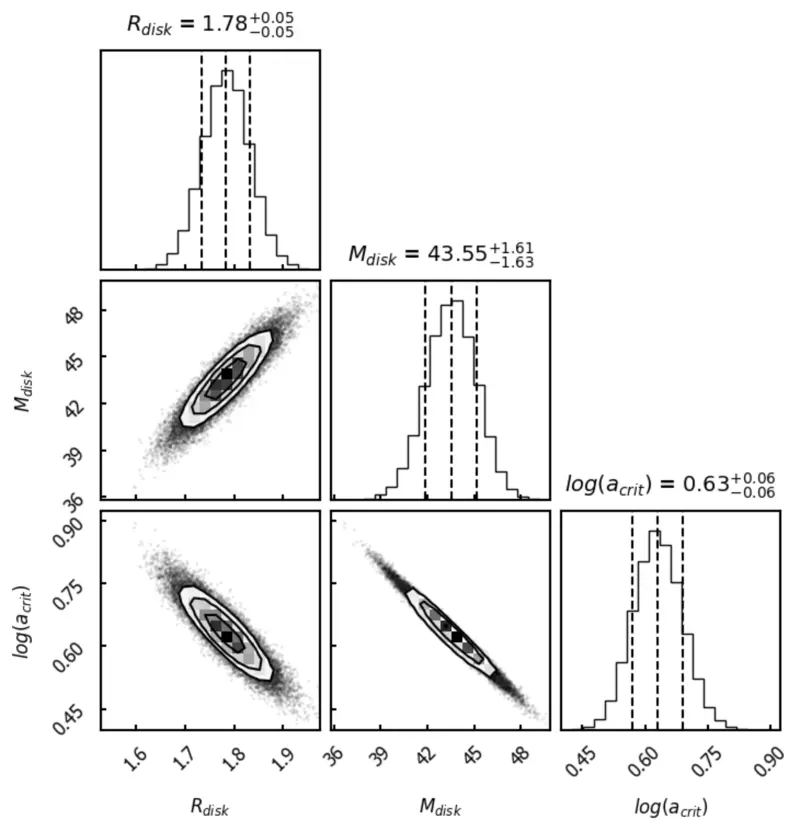 R_disk = 1.78^{+0.05}_{-0.05}
M_disk = 43.55^{+1.61}_{-1.63}
48
45
42
39
36
M_disk
log(a_crit) = 0.63^{+0.06}_{-0.06}
0.90
0.75
0.60
0.45
log(a_crit)
1.6 1.7 1.8 1.9
36 39 42 45 48
0.45 0.60 0.75 0.90
R_disk
M_disk
log(a_crit)